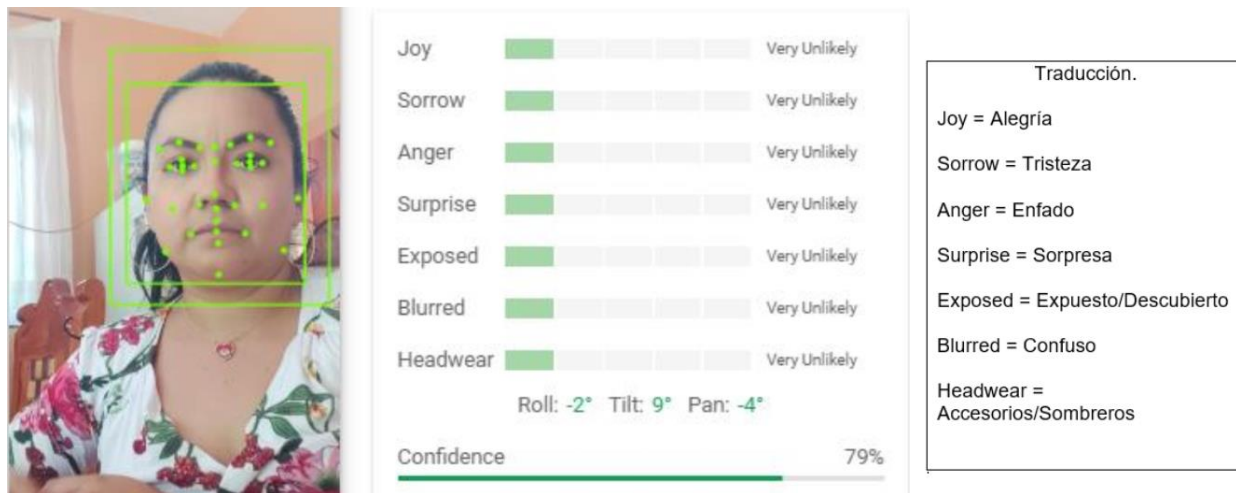 Joy Very Unlikely
Sorrow Very Unlikely
Anger Very Unlikely
Surprise Very Unlikely
Exposed Very Unlikely
Blurred Very Unlikely
Headwear Very Unlikely
Roll: -2° Tilt: 9° Pan: -4°
Confidence 79%
Traducción.
Joy = Alegría
Sorrow = Tristeza
Anger = Enfado
Surprise = Sorpresa
Exposed = Expuesto/Descubierto
Blurred = Confuso
Headwear =
Accesorios/Sombreros